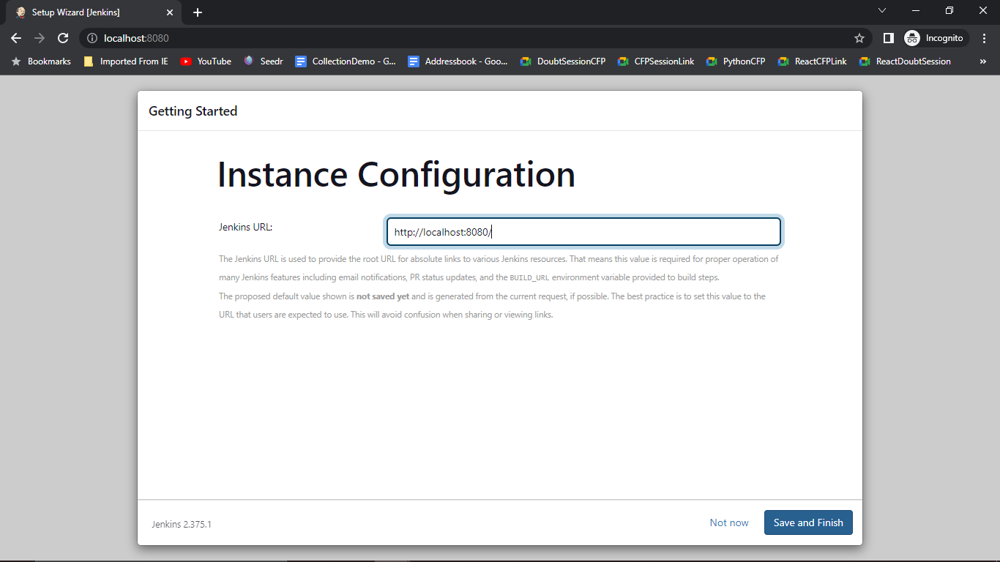 Setup Wizard [Jenkins]
localhost:8080
Incognito
Bookmarks Imported From IE YouTube Seedr CollectionDemo - G... Addressbook - Goo... DoubtSessionCFP CFPSessionLink PythonCFP ReactCFPLink ReactDoubtSession »
Getting Started
Instance Configuration
Jenkins URL: http://localhost:8080/
The Jenkins URL is used to provide the root URL for absolute links to various Jenkins resources. That means this value is required for proper operation of
many Jenkins features including email notifications, PR status updates, and the BUILD_URL environment variable provided to build steps.
The proposed default value shown is not saved yet and is generated from the current request, if possible. The best practice is to set this value to the
URL that users are expected to use. This will avoid confusion when sharing or viewing links.
Jenkins 2.375.1 Not now Save and Finish